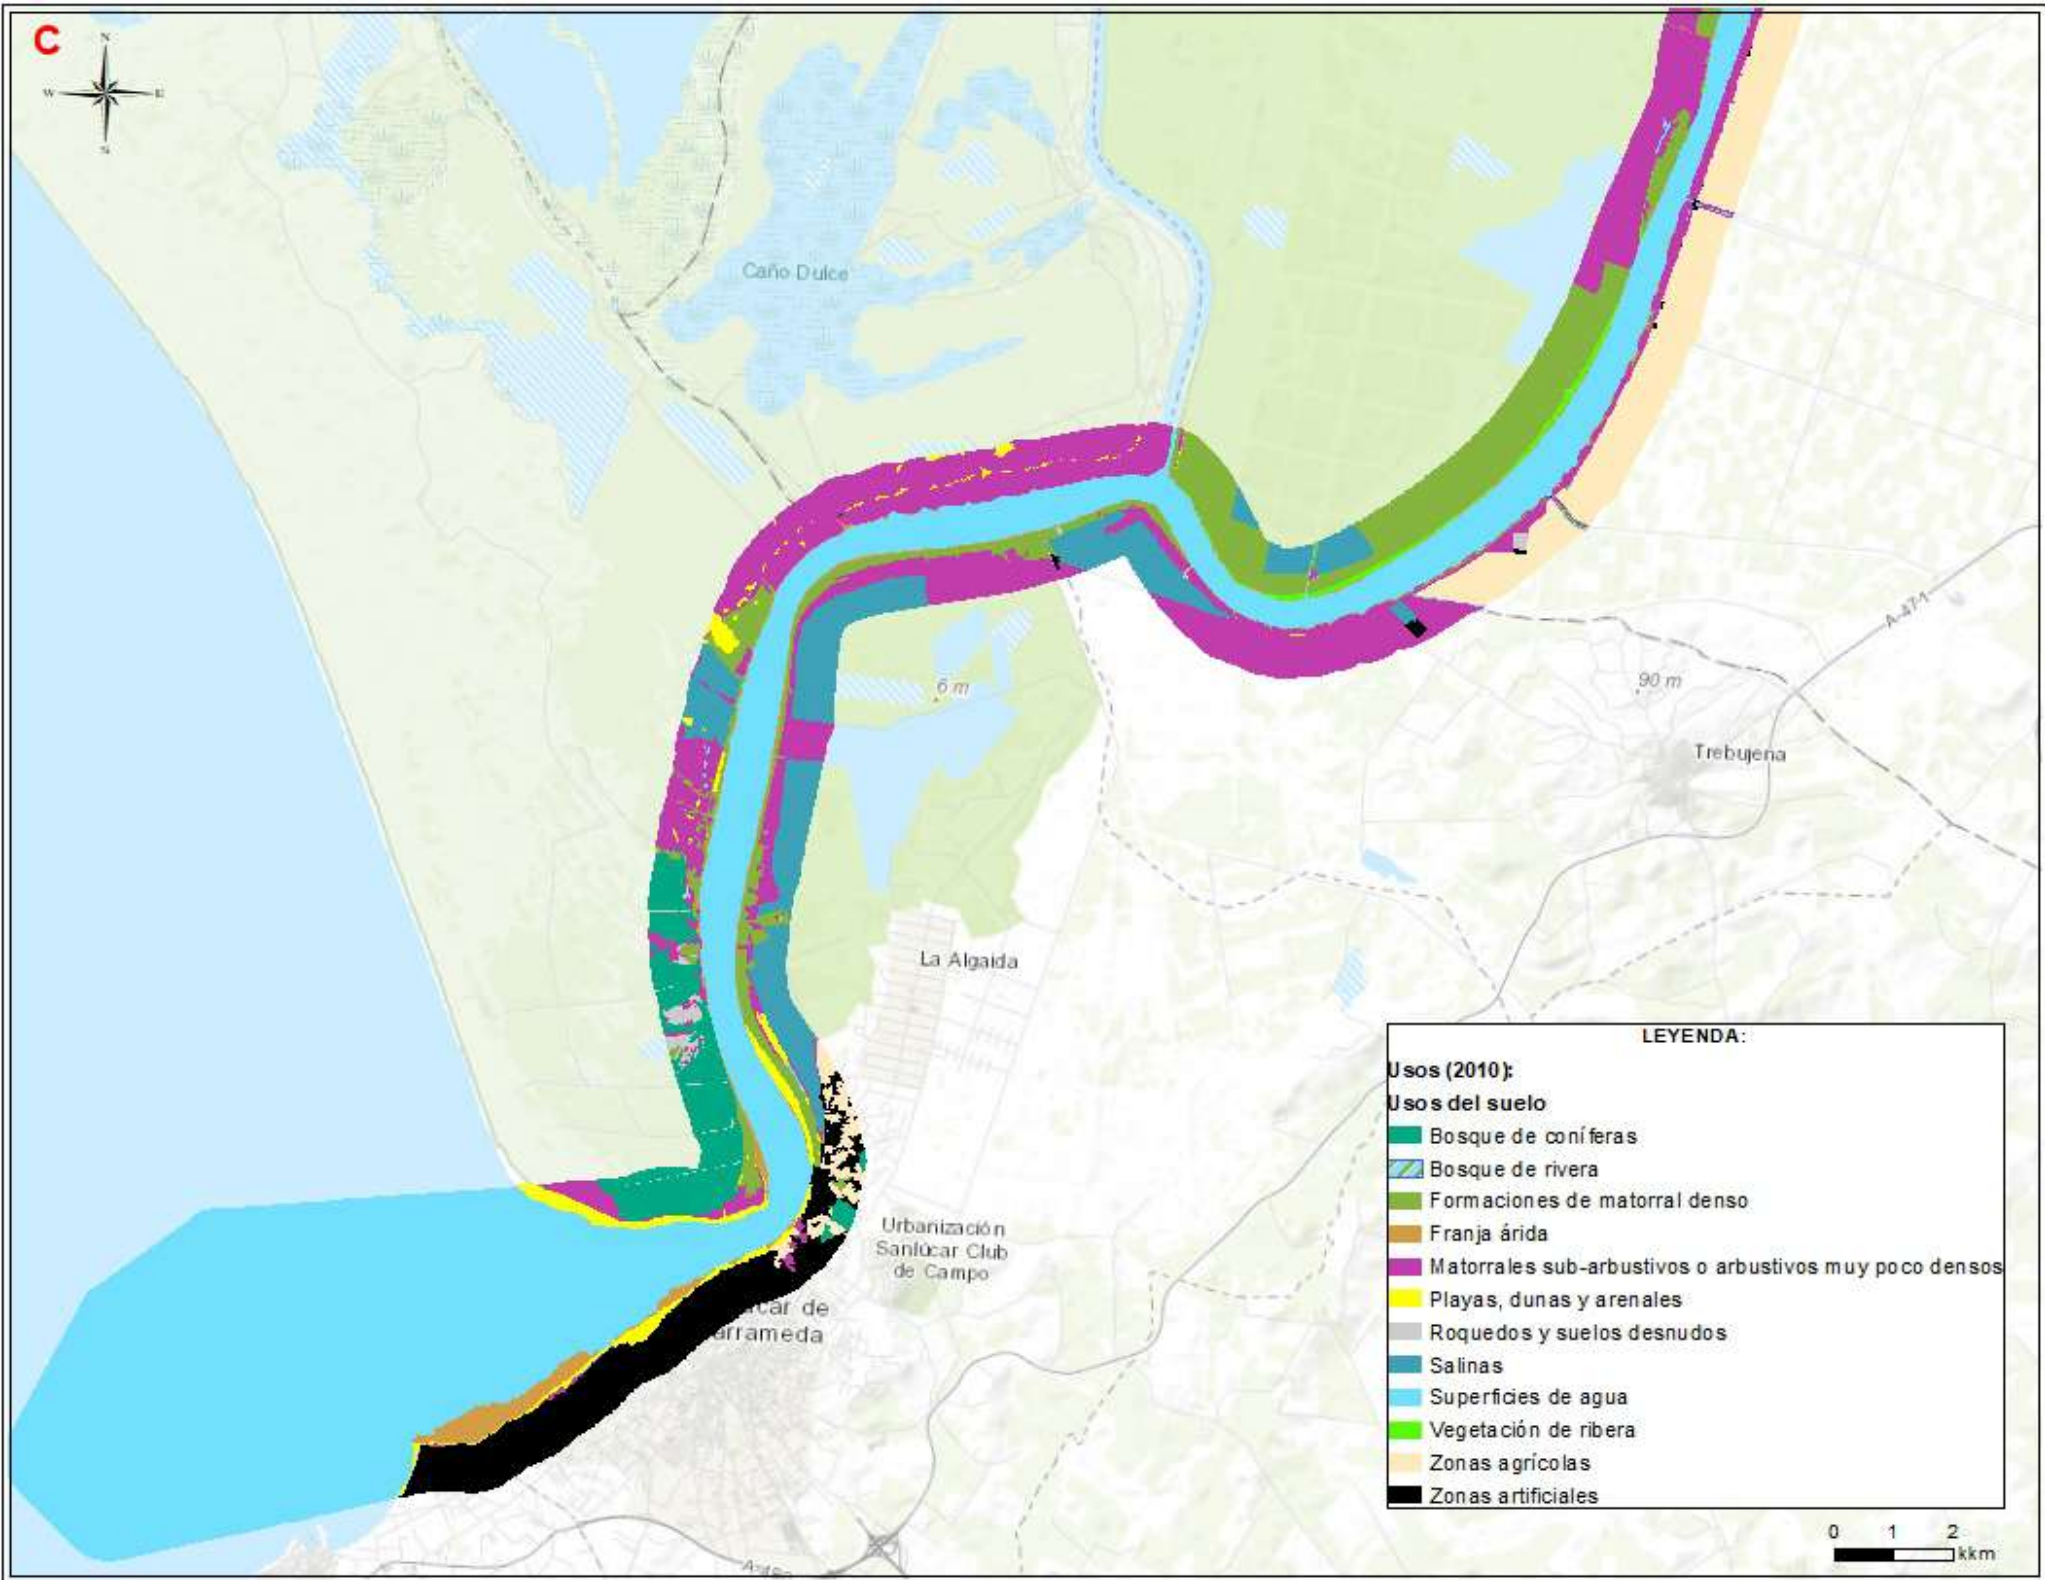 C
N
W E
S
Caño Dulce
6 m
90 m
A-471
Trebujena
La Algaida
Urbanización
Sanlúcar Club
de Campo
car de
arrameda
LEYENDA:
Usos (2010):
Usos del suelo
Bosque de coníferas
Bosque de rivera
Formaciones de matorral denso
Franja árida
Matorrales sub-arbustivos o arbustivos muy poco densos
Playas, dunas y arenales
Roquedos y suelos desnudos
Salinas
Superficies de agua
Vegetación de ribera
Zonas agrícolas
Zonas artificiales
0 1 2
kkm